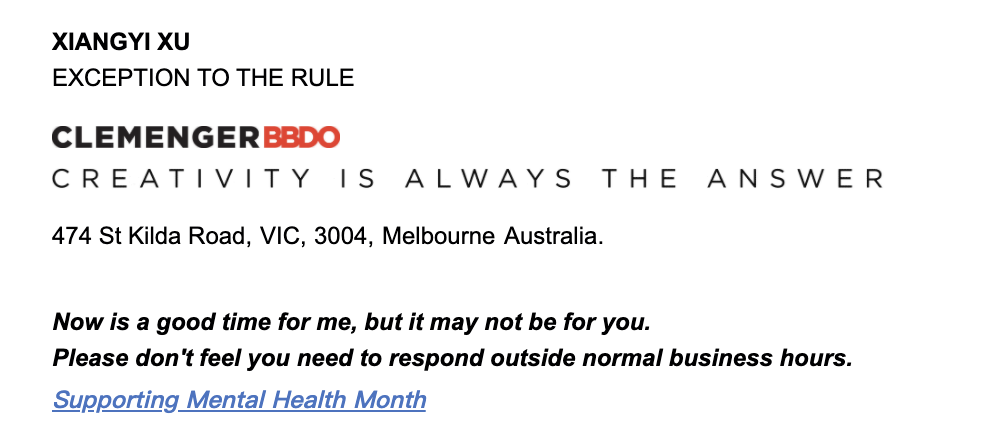 XIANGYI XU
EXCEPTION TO THE RULE
CLEMENGERBBDO
CREATIVITY IS ALWAYS THE ANSWER
474 St Kilda Road, VIC, 3004, Melbourne Australia.
Now is a good time for me, but it may not be for you.
Please don't feel you need to respond outside normal business hours.
Supporting Mental Health Month